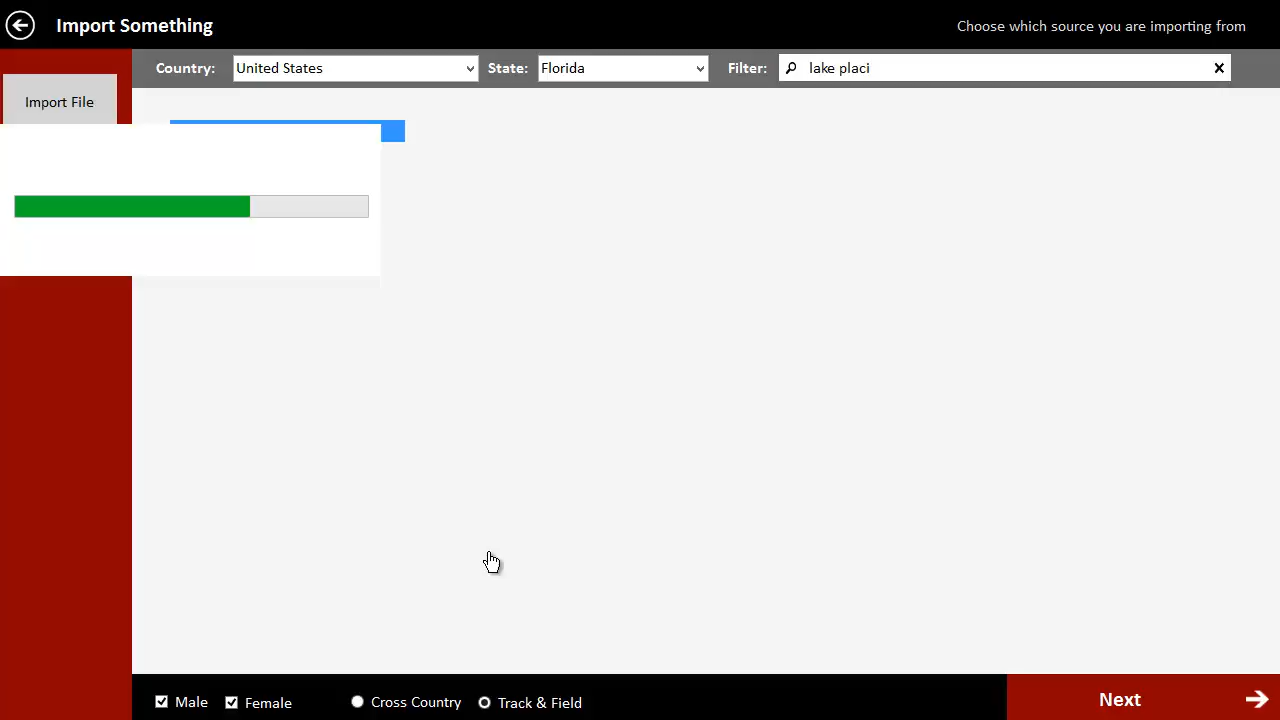 Import Something
Choose which source you are importing from
Country: United States State: Florida Filter: lake placi
Import File
Male Female Cross Country Track & Field
Next